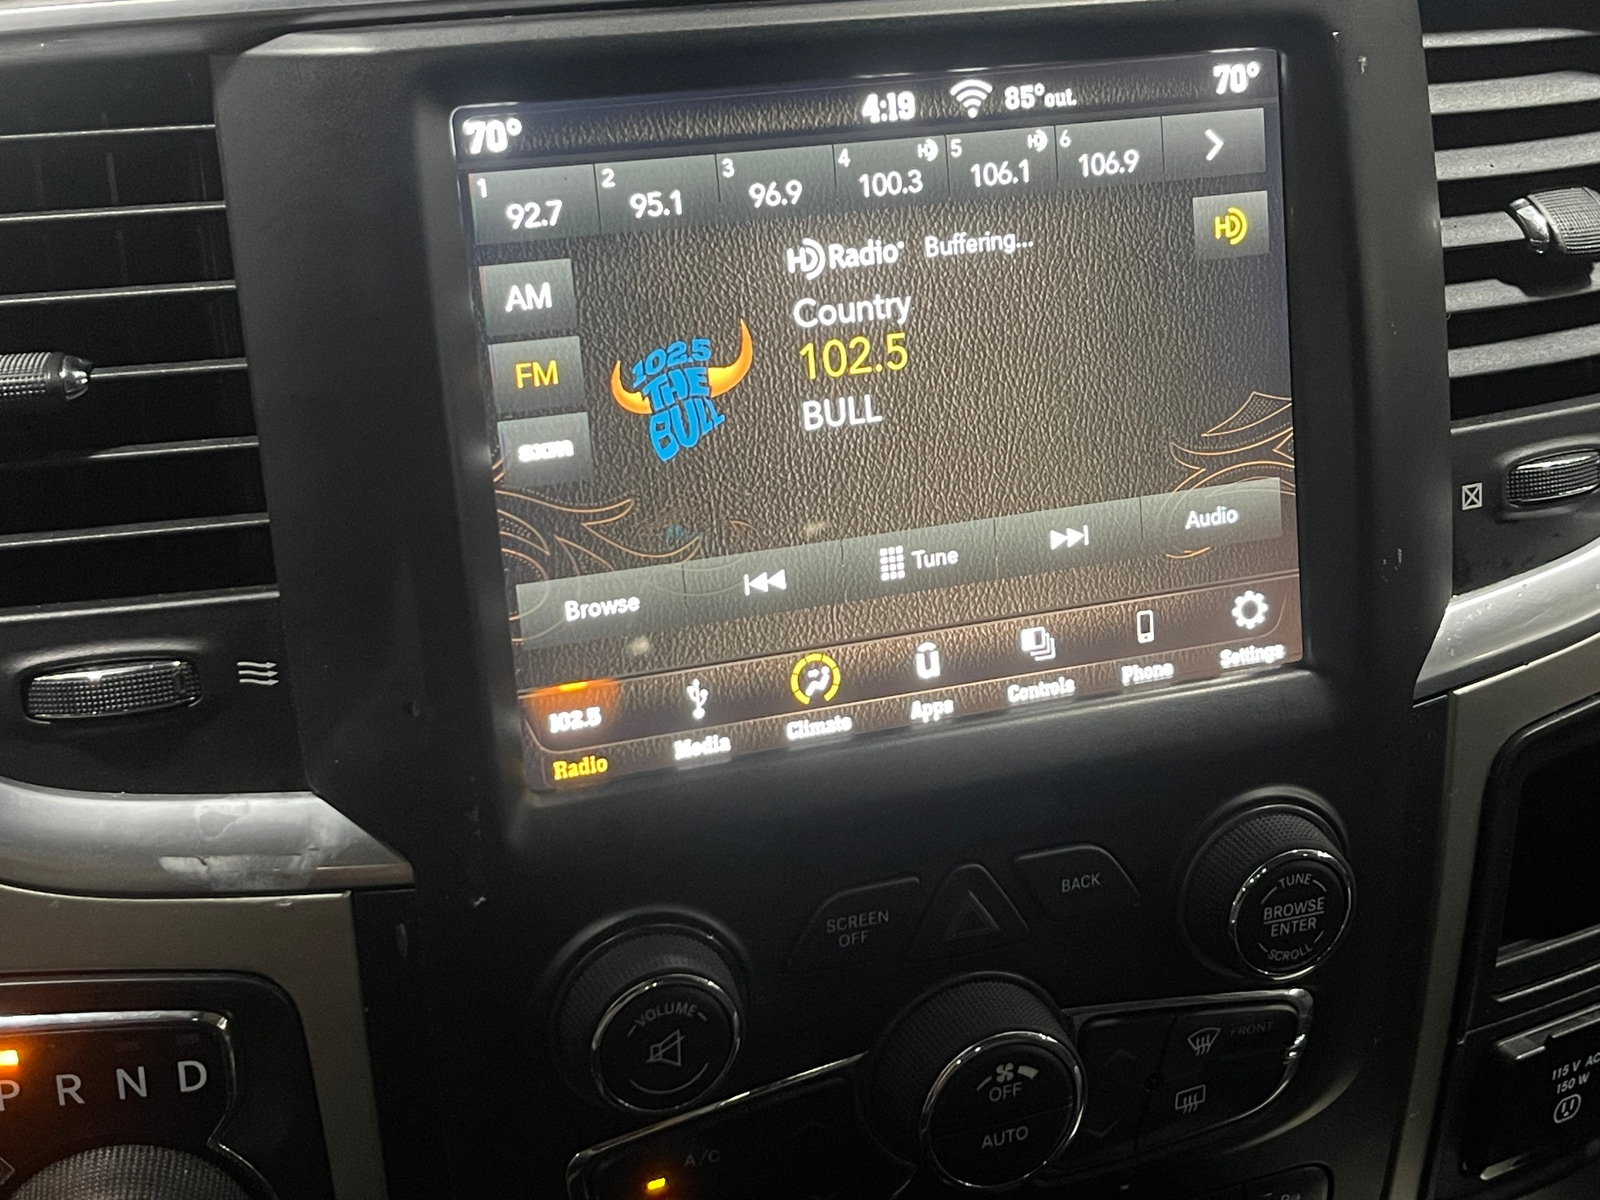 70° 4:19 85° out. 70°
1 92.7 2 95.1 3 96.9 4 HD 100.3 5 HD 106.1 6 106.9
HD Radio Buffering... HD
AM
Country
FM
102.5
102.5
THE
BULL
BULL
Browse Tune Audio
102.5
Radio Media Climate Apps Controls Phone Settings
SCREEN
OFF
BACK
TUNE
BROWSE
ENTER
SCROLL
VOLUME
OFF
AUTO
FRONT
P R N D
A/C
115 V AC
150 W